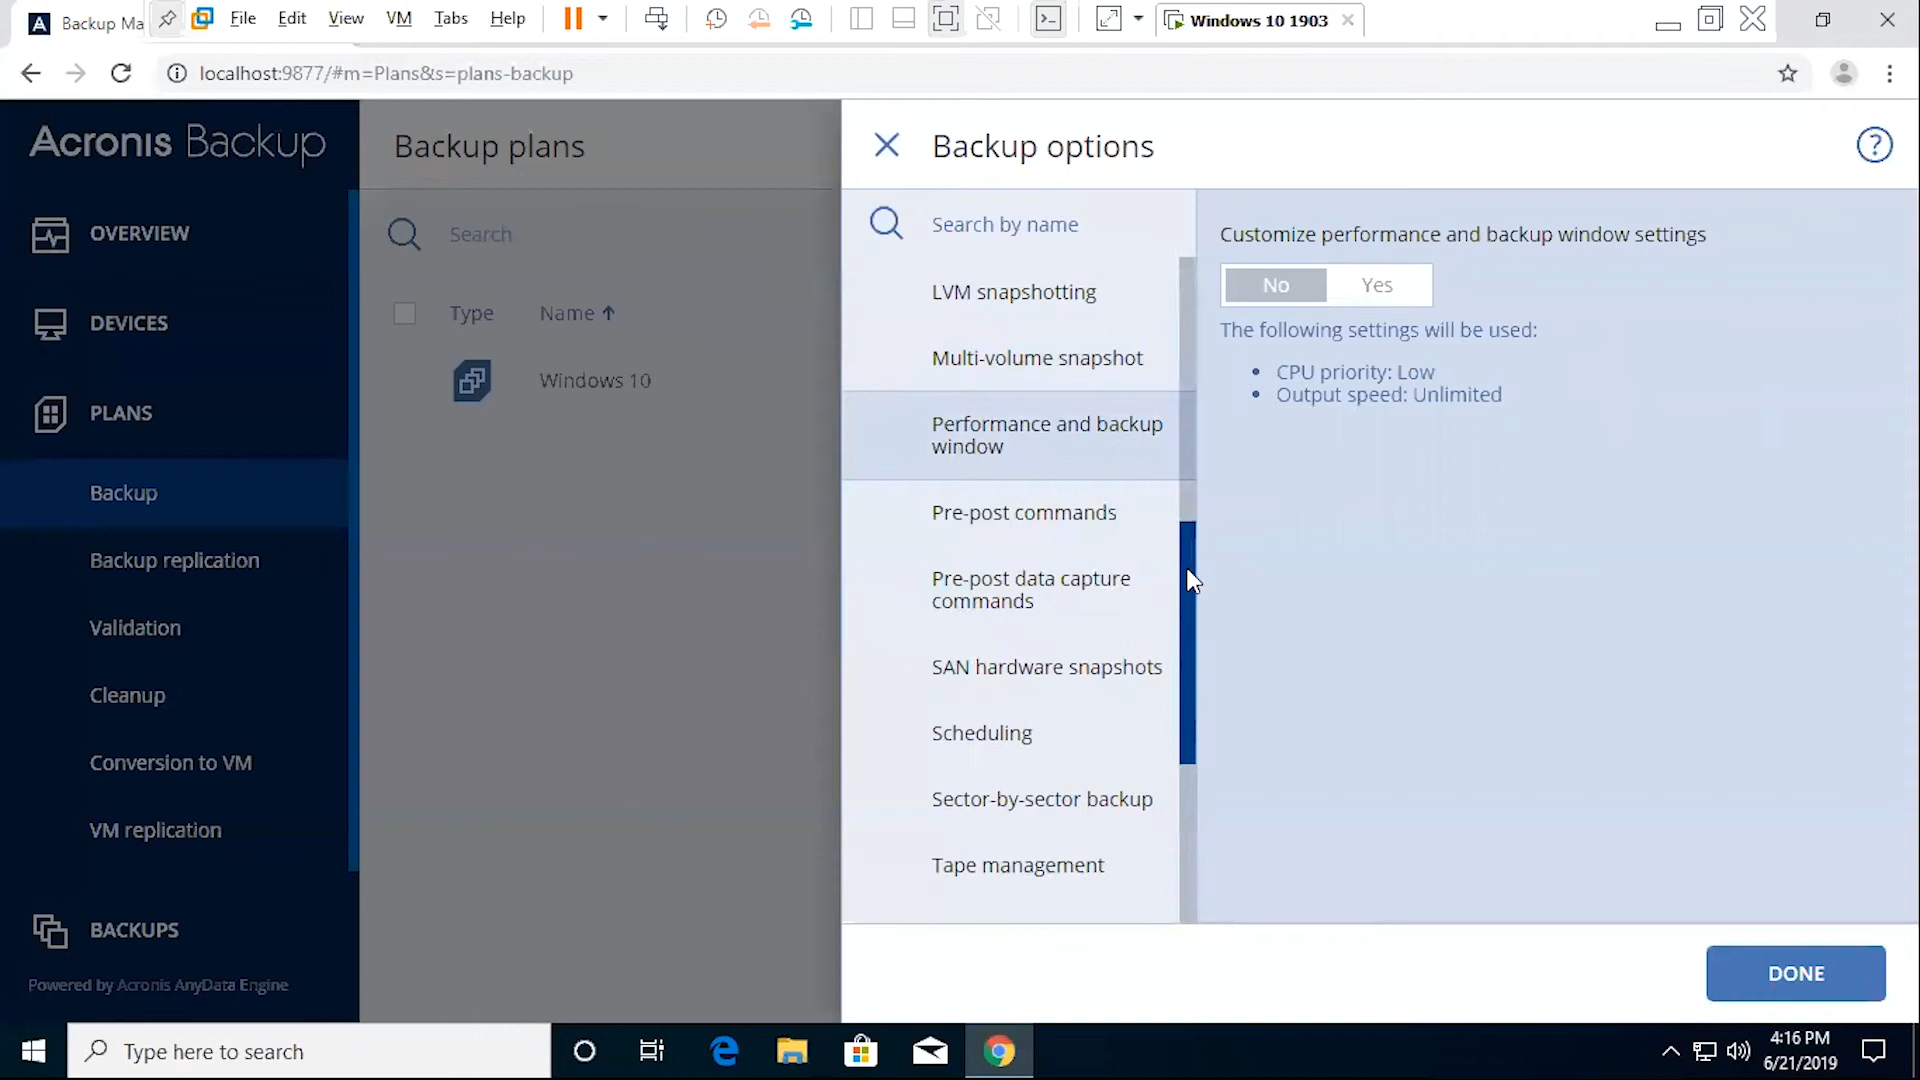 Backup Ma
File Edit View VM Tabs Help
Windows 10 1903
localhost:9877/#m=Plans&s=plans-backup
Acronis Backup
OVERVIEW
DEVICES
PLANS
Backup
Backup replication
Validation
Cleanup
Conversion to VM
VM replication
BACKUPS
Powered by Acronis AnyData Engine
Backup plans
Search
Type Name
Windows 10
Backup options
?
Search by name
LVM snapshotting
Multi-volume snapshot
Performance and backup
window
Pre-post commands
Pre-post data capture
commands
SAN hardware snapshots
Scheduling
Sector-by-sector backup
Tape management
Customize performance and backup window settings
No Yes
The following settings will be used:
• CPU priority: Low
• Output speed: Unlimited
DONE
Type here to search
4:16 PM
6/21/2019